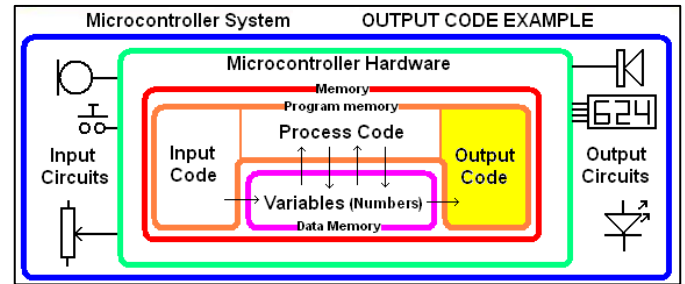 Microcontroller System OUTPUT CODE EXAMPLE
Microcontroller Hardware
Memory
Program memory
Process Code
Input
Code
Output
Code
Variables (Numbers)
Data Memory
Input
Circuits
624
Output
Circuits